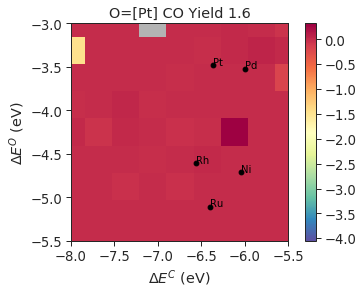 O=[Pt] CO Yield 1.6
ΔE^O (eV)
−3.0
−3.5
−4.0
−4.5
−5.0
−5.5
Pt
Pd
Rh
Ni
Ru
−8.0 −7.5 −7.0 −6.5 −6.0 −5.5
ΔE^C (eV)
0.0
−0.5
−1.0
−1.5
−2.0
−2.5
−3.0
−3.5
−4.0